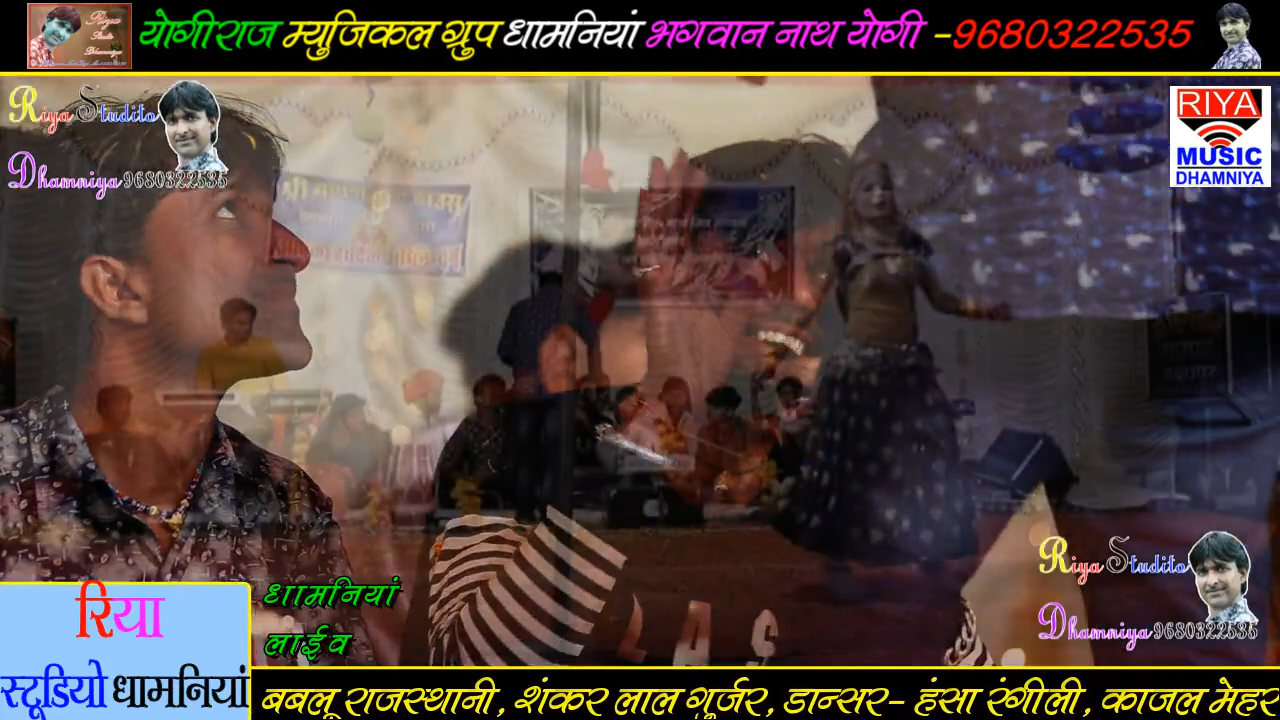 योगीराज म्युजिकल ग्रुप धामनियां भगवान नाथ योगी -9680322535
Riya Studito
Dhamniya 9680322535
RIYA
MUSIC
DHAMNIYA
Riya Studito
Dhamniya 9680322535
धामनियां
लाईव
रिया
स्टूडियो धामनियां
बबलू राजस्थानी, शंकर लाल गुर्जर, डान्सर- हंसा रंगीली, काजल मेहर